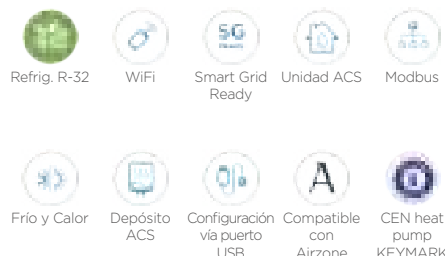 Refrig. R-32 WiFi Smart Grid Unidad ACS Modbus
Ready
Frío y Calor Depósito Configuración Compatible CEN heat
ACS vía puerto con pump
USB Airzone KEYMARK